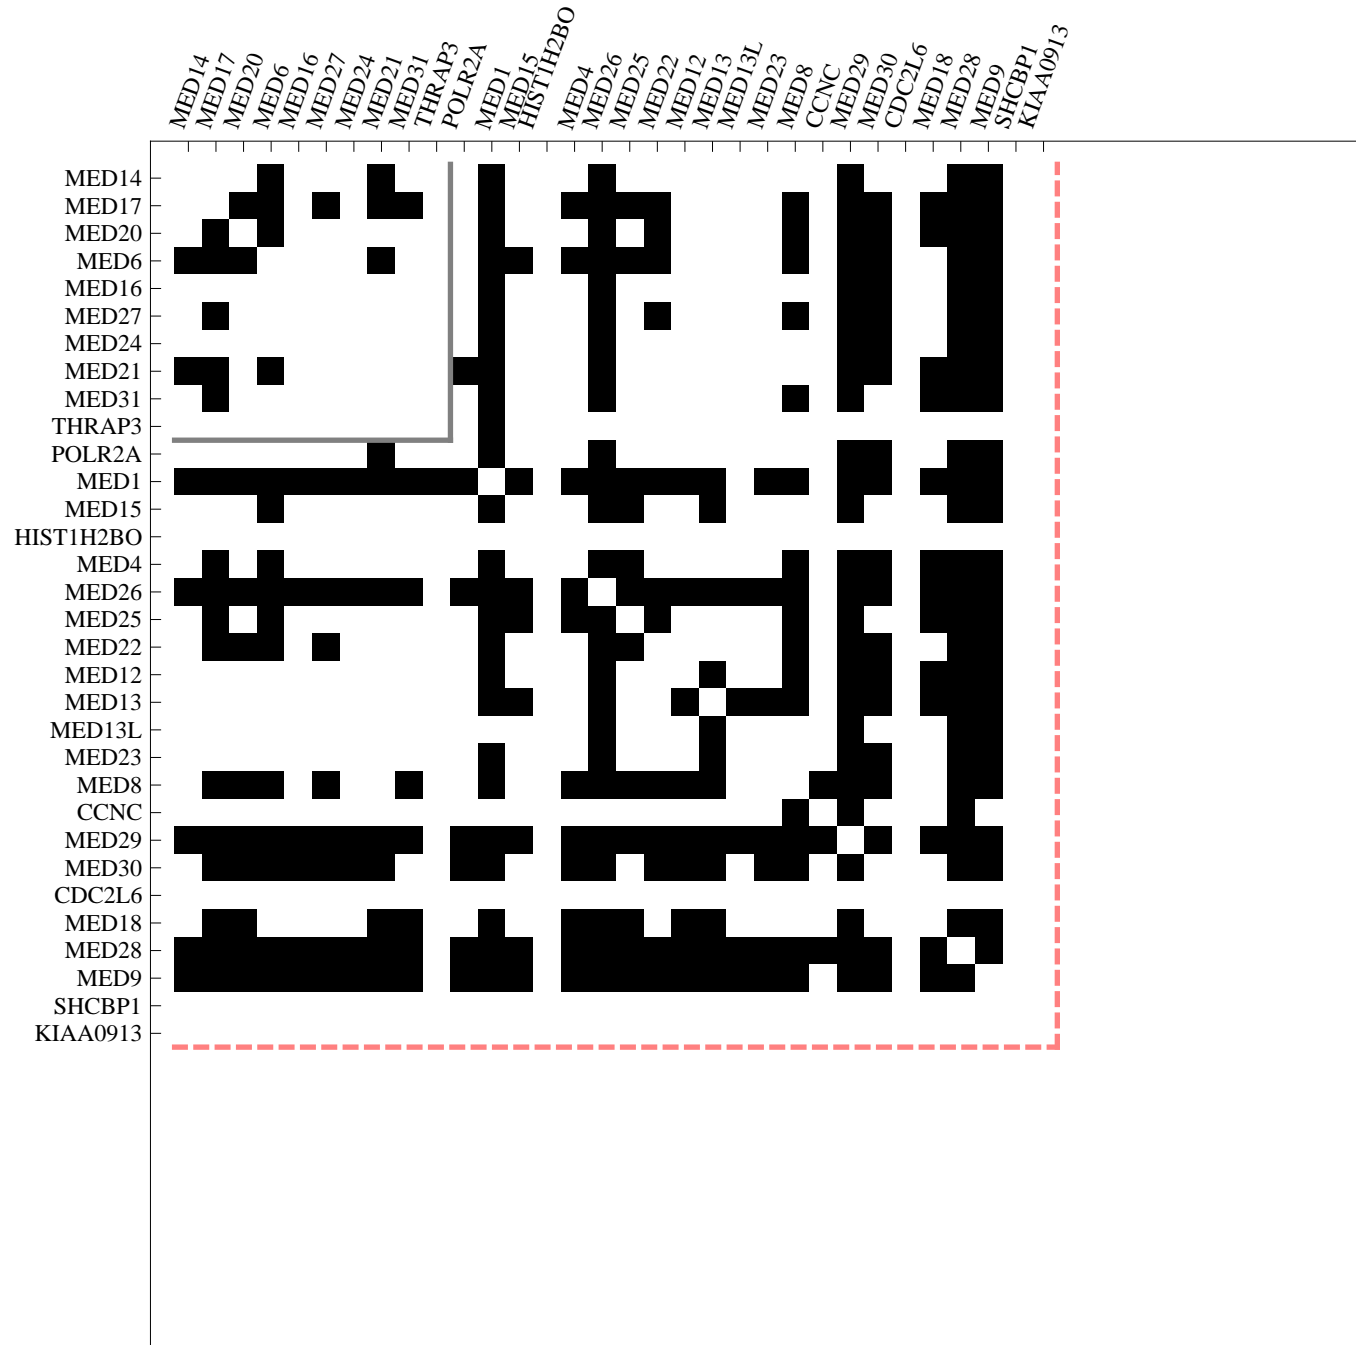 MED14
MED17
MED20
MED6
MED16
MED27
MED24
MED21
MED31
THRAP3
POLR2A
MED1
MED15
HIST1H2BO
MED4
MED26
MED25
MED22
MED12
MED13
MED13L
MED23
MED8
CCNC
MED29
MED30
CDC2L6
MED18
MED28
MED9
SHCBP1
KIAA0913
MED14
MED17
MED20
MED6
MED16
MED27
MED24
MED21
MED31
THRAP3
POLR2A
MED1
MED15
HIST1H2BO
MED4
MED26
MED25
MED22
MED12
MED13
MED13L
MED23
MED8
CCNC
MED29
MED30
CDC2L6
MED18
MED28
MED9
SHCBP1
KIAA0913